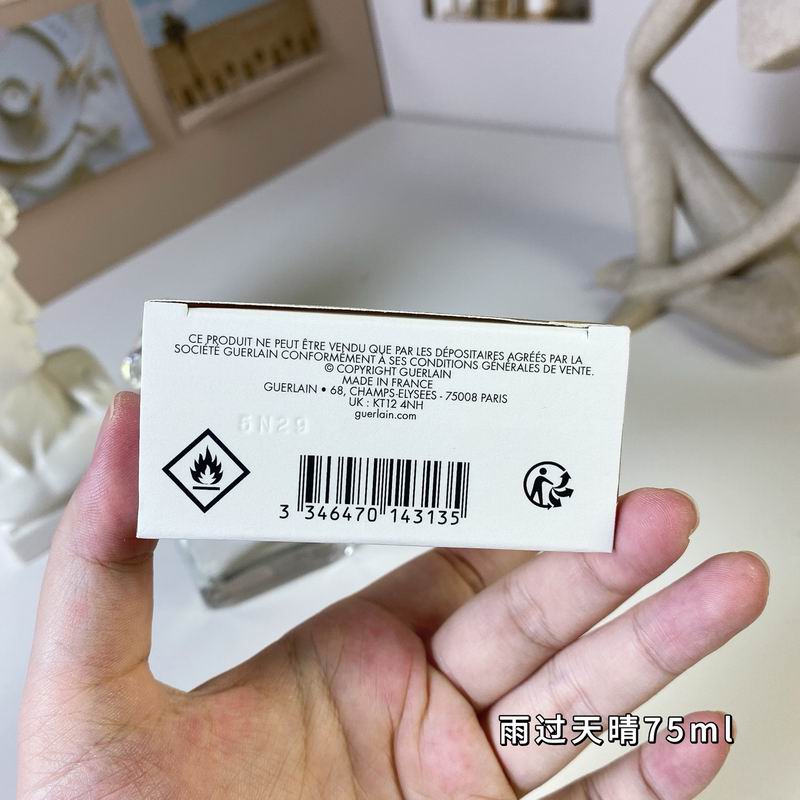 CE PRODUIT NE PEUT ÊTRE VENDU QUE PAR LES DÉPOSITAIRES AGRÉÉS PAR LA
SOCIÉTÉ GUERLAIN CONFORMÉMENT À SES CONDITIONS GÉNÉRALES DE VENTE.
© COPYRIGHT GUERLAIN
MADE IN FRANCE
GUERLAIN • 68, CHAMPS-ELYSEES - 75008 PARIS
UK : KT12 4NH
guerlain.com
5N29
3 346470 143135
雨过天晴75ml